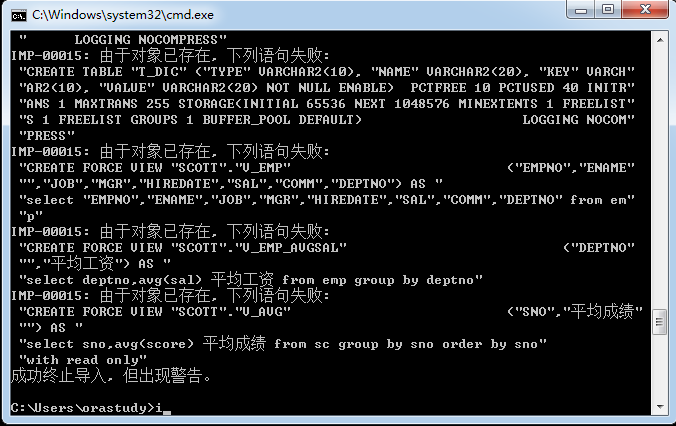 C:\Windows\system32\cmd.exe
"      LOGGING NOCOMPRESS"
IMP-00015: 由于对象已存在, 下列语句失败:
"CREATE TABLE "T_DIC" ("TYPE" VARCHAR2(10), "NAME" VARCHAR2(20), "KEY" VARCH"
"AR2(10), "VALUE" VARCHAR2(20) NOT NULL ENABLE)  PCTFREE 10 PCTUSED 40 INITR"
"ANS 1 MAXTRANS 255 STORAGE(INITIAL 65536 NEXT 1048576 MINEXTENTS 1 FREELIST"
"S 1 FREELIST GROUPS 1 BUFFER_POOL DEFAULT)                    LOGGING NOCOM"
"PRESS"
IMP-00015: 由于对象已存在, 下列语句失败:
"CREATE FORCE VIEW "SCOTT"."V_EMP"                            ("EMPNO","ENAME"
"","JOB","MGR","HIREDATE","SAL","COMM","DEPTNO") AS "
"select "EMPNO","ENAME","JOB","MGR","HIREDATE","SAL","COMM","DEPTNO" from em"
"p"
IMP-00015: 由于对象已存在, 下列语句失败:
"CREATE FORCE VIEW "SCOTT"."V_EMP_AVGSAL"                            ("DEPTNO"
"","平均工资") AS "
"select deptno,avg(sal) 平均工资 from emp group by deptno"
IMP-00015: 由于对象已存在, 下列语句失败:
"CREATE FORCE VIEW "SCOTT"."V_AVG"                            ("SNO","平均成绩"
"") AS "
"select sno,avg(score) 平均成绩 from sc group by sno order by sno"
"with read only"
成功终止导入, 但出现警告。
C:\Users\orastudy>i_